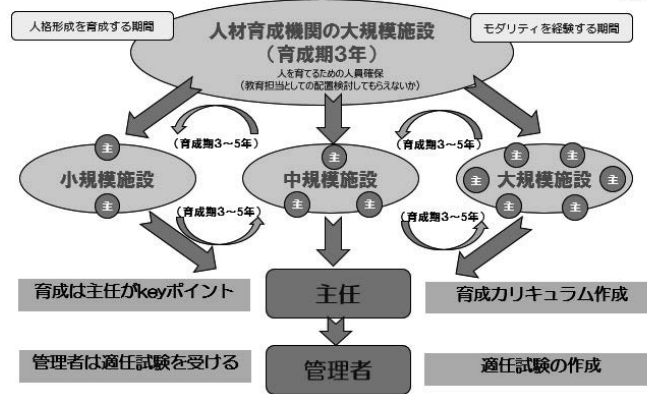 人格形成を育成する期間
人材育成機関の大規模施設
モダリティを経験する期間
(育成期3年)
人を育てるための人員確保
(教育担当としての配置検討してもらえないか)
(育成期3～5年)
(育成期3～5年)
主
主
主 主
小規模施設
中規模施設
主 大規模施設 主
主
主 主
主 主
(育成期3～5年)
(育成期3～5年)
育成は主任がkeyポイント
主任
育成カリキュラム作成
管理者は適任試験を受ける
管理者
適任試験の作成